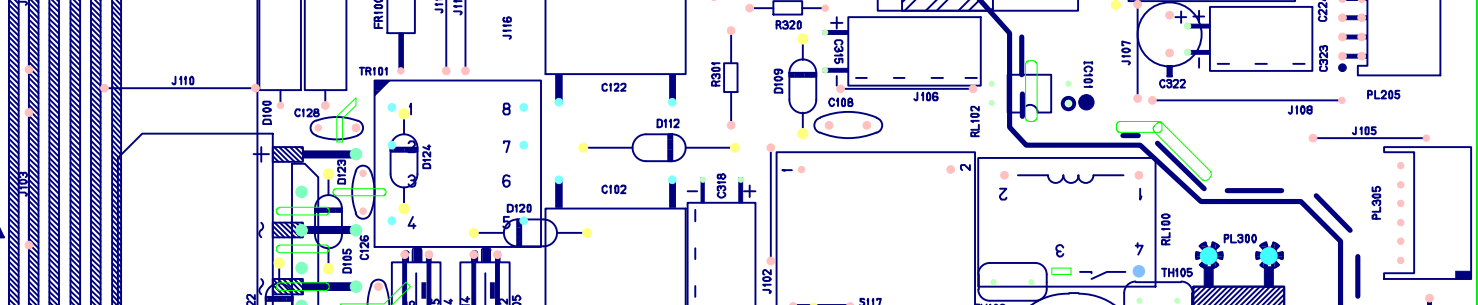 FR100
J116
R320
C315
J107
C322
C224
C323
J110
TR101
D100
C128
C122
R301
D109
C108
J106
IC101
RL102
J108
PL205
J105
1
2
3
4
5
6
7
8
D124
D123
D112
C102
C318
D120
J103
D105
C126
J102
1
2
2
1
3
4
RL100
PL300
TH105
PL305
S117